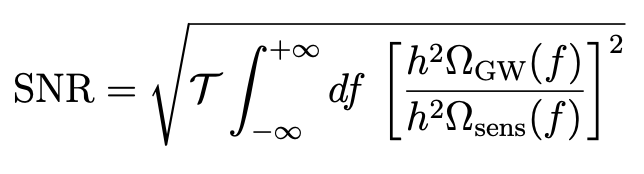 SNR = √(𝒯 ∫_{-∞}^{+∞} df [h²Ω_GW(f) / h²Ω_sens(f)]²)